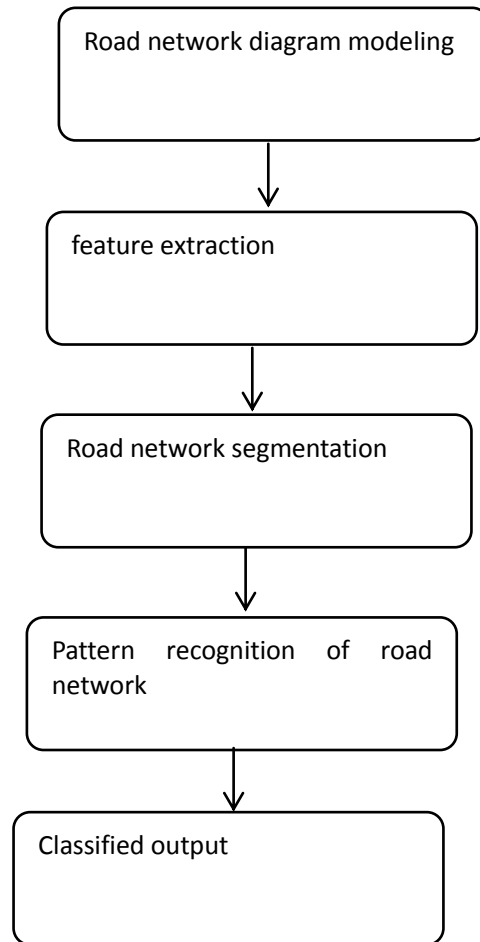 Road network diagram modeling
feature extraction
Road network segmentation
Pattern recognition of road
network
Classified output